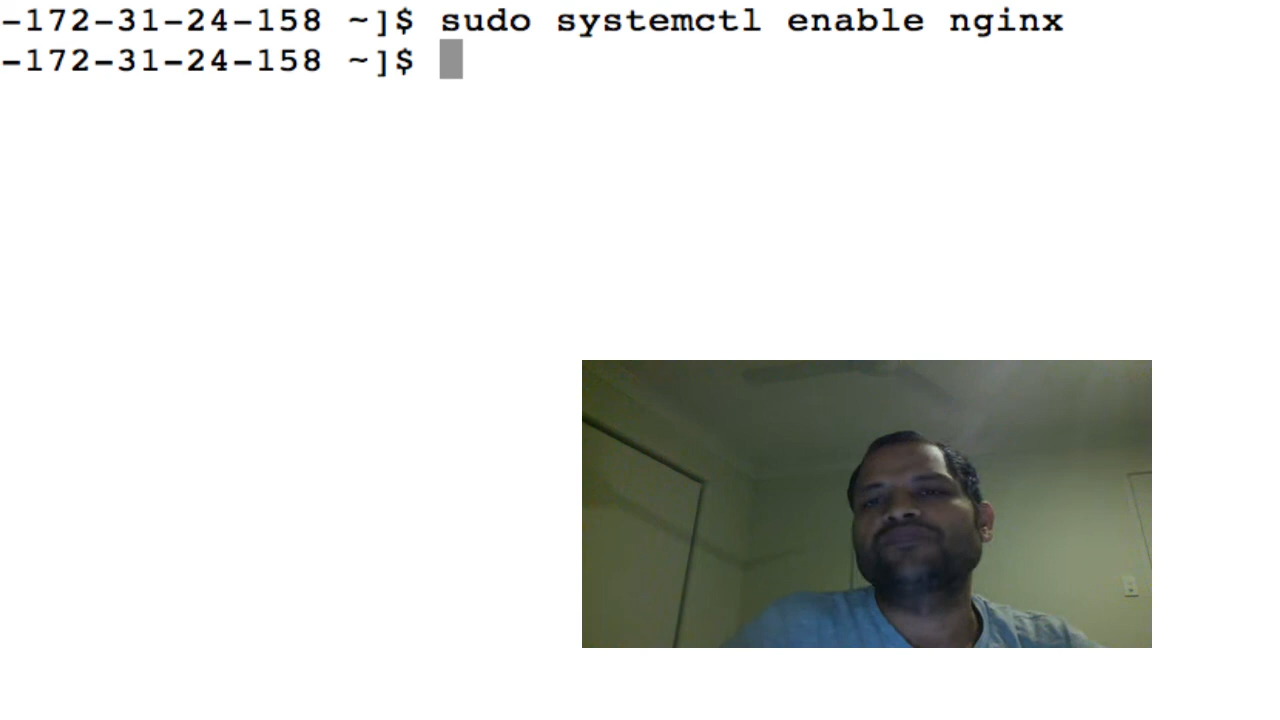 -172-31-24-158 ~]$ sudo systemctl enable nginx
-172-31-24-158 ~]$